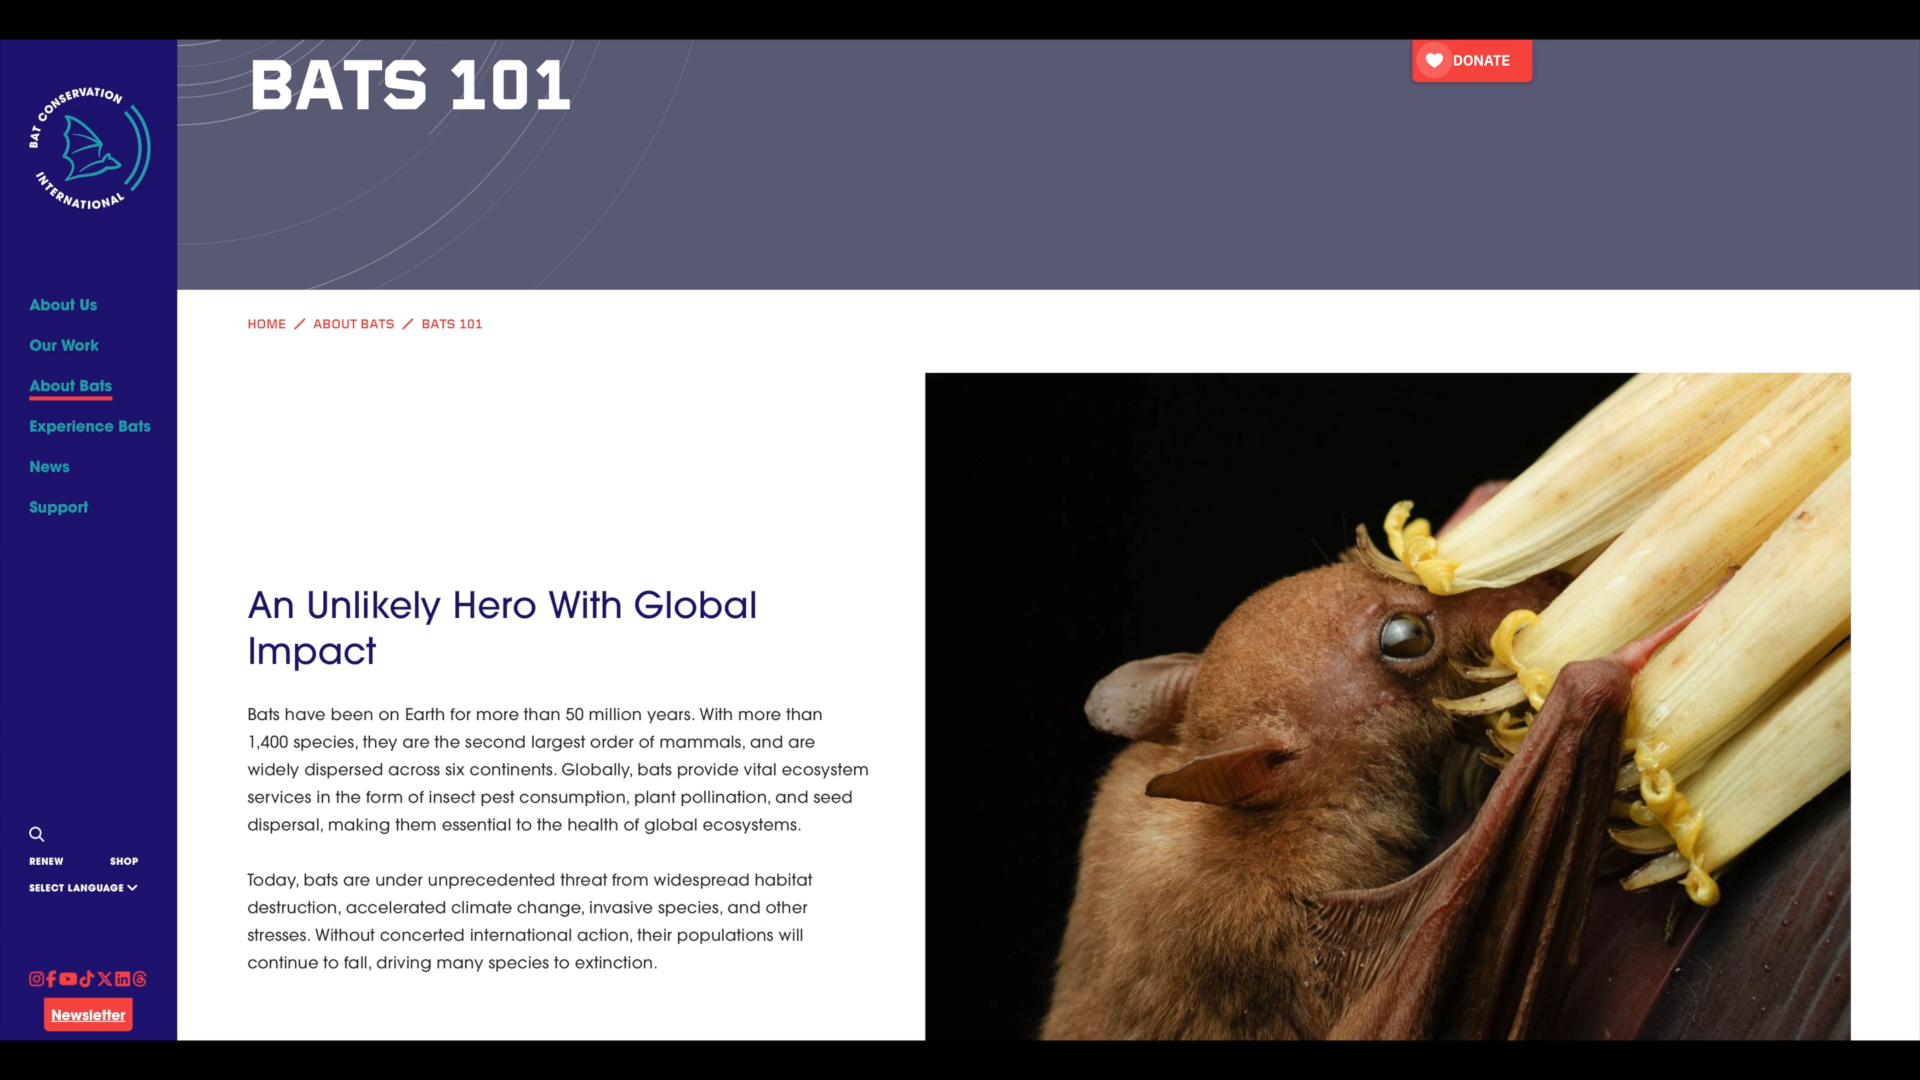 BAT CONSERVATION
INTERNATIONAL
About Us
Our Work
About Bats
Experience Bats
News
Support
RENEW SHOP
SELECT LANGUAGE
Newsletter
BATS 101
DONATE
HOME / ABOUT BATS / BATS 101
An Unlikely Hero With Global
Impact
Bats have been on Earth for more than 50 million years. With more than
1,400 species, they are the second largest order of mammals, and are
widely dispersed across six continents. Globally, bats provide vital ecosystem
services in the form of insect pest consumption, plant pollination, and seed
dispersal, making them essential to the health of global ecosystems.
Today, bats are under unprecedented threat from widespread habitat
destruction, accelerated climate change, invasive species, and other
stresses. Without concerted international action, their populations will
continue to fall, driving many species to extinction.